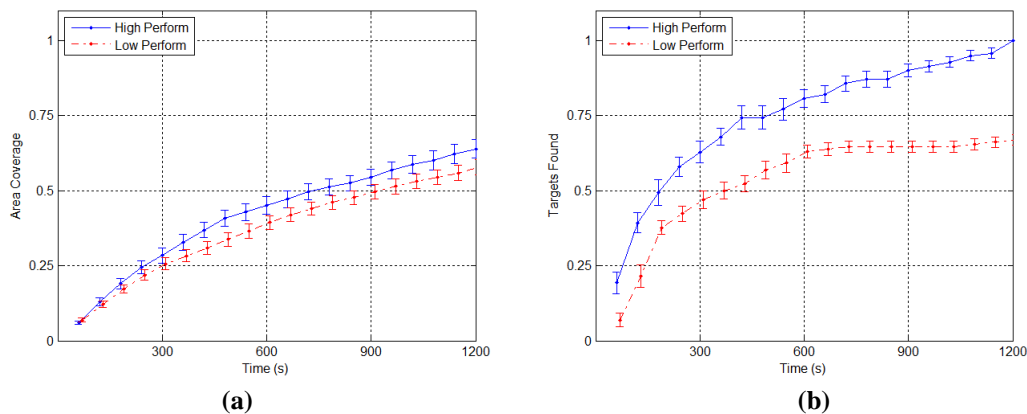 High Perform
Low Perform
1
0.75
0.5
0.25
0
Area Coverage
300
600
900
1200
Time (s)
(a)
High Perform
Low Perform
1
0.75
0.5
0.25
0
Targets Found
300
600
900
1200
Time (s)
(b)